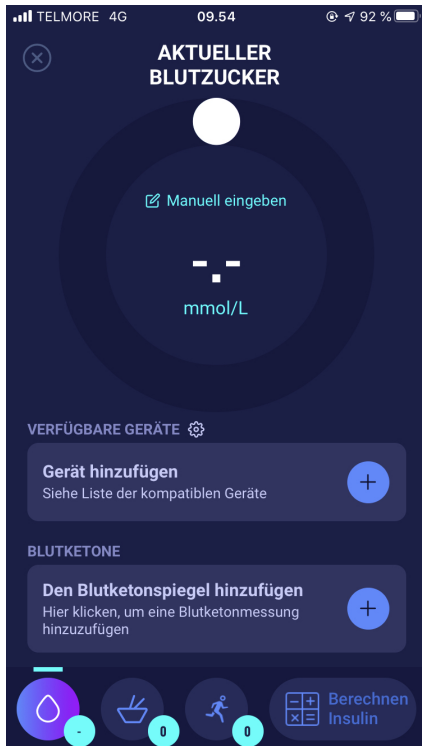 TELMORE 4G 09.54 92 %
AKTUELLER
BLUTZUCKER
Manuell eingeben
-.-
mmol/L
VERFÜGBARE GERÄTE
Gerät hinzufügen
Siehe Liste der kompatiblen Geräte
BLUTKETONE
Den Blutketonspiegel hinzufügen
Hier klicken, um eine Blutketonmessung
hinzuzufügen
Berechnen
Insulin
- 0 0